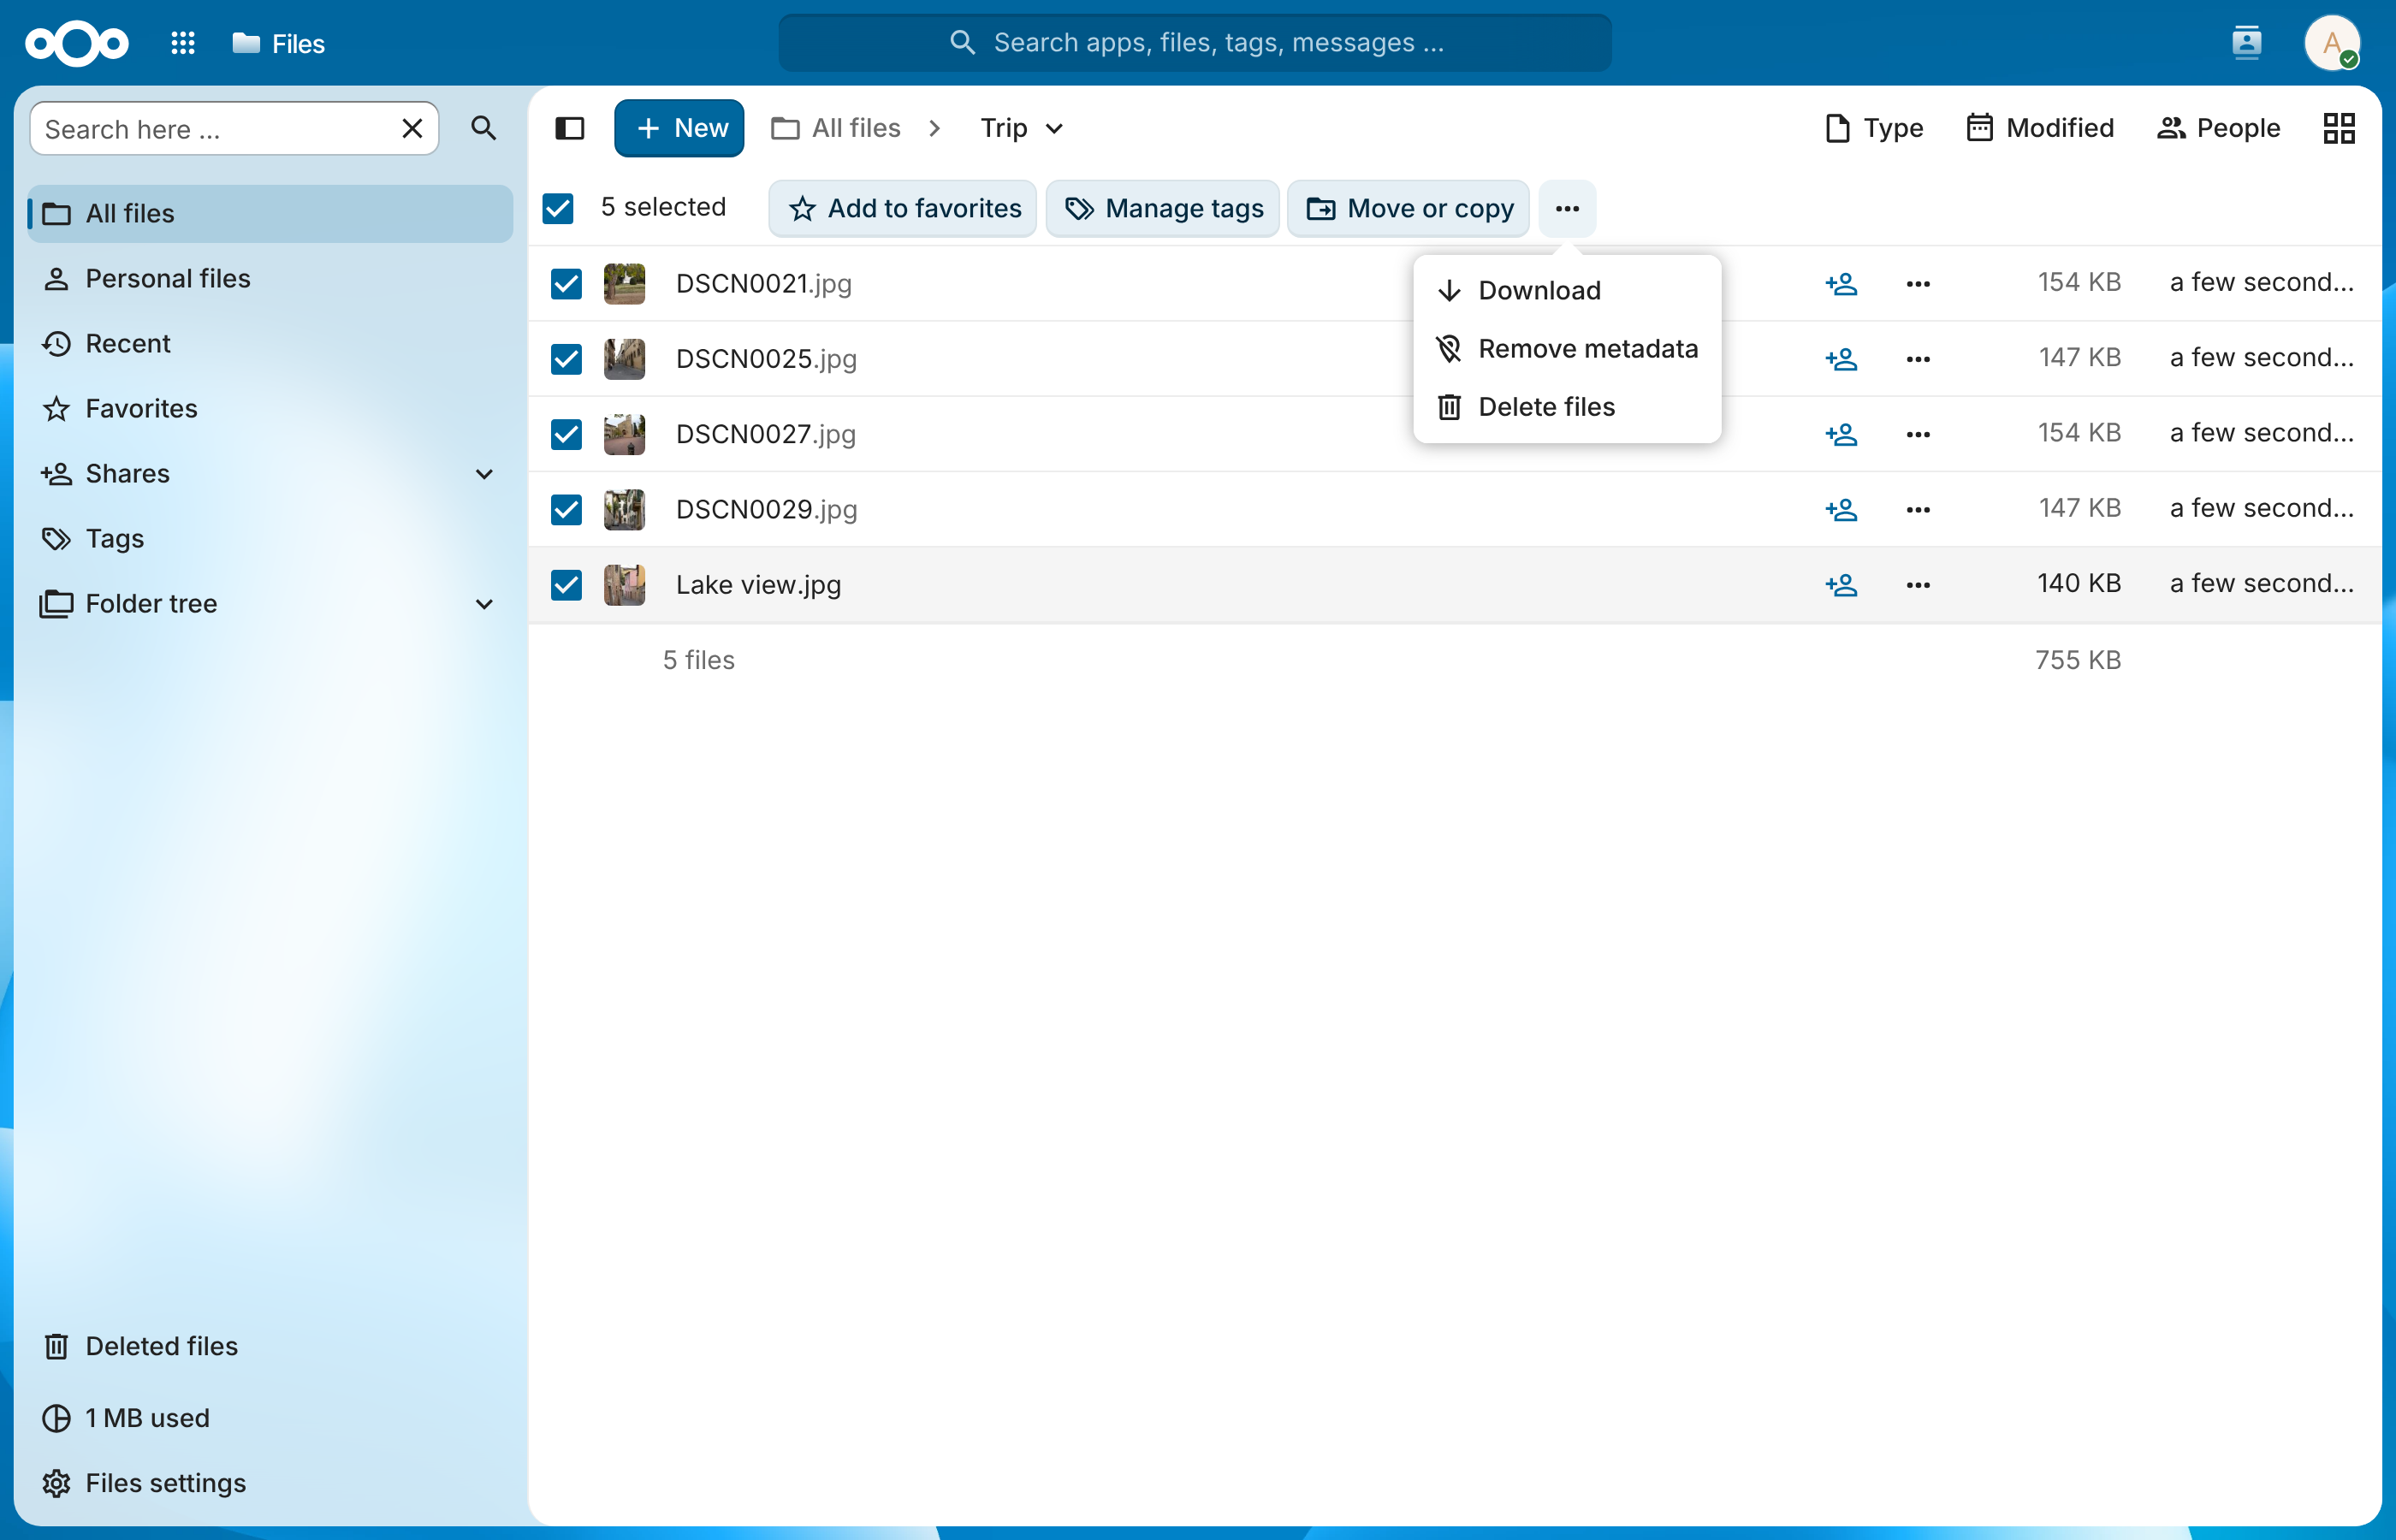 Files
Search apps, files, tags, messages ...
A
Search here ...
All files
Personal files
Recent
Favorites
Shares
Tags
Folder tree
Deleted files
1 MB used
Files settings
New
All files
Trip
Type
Modified
People
5 selected
Add to favorites
Manage tags
Move or copy
Download
Remove metadata
Delete files
DSCN0021.jpg 154 KB a few second...
DSCN0025.jpg 147 KB a few second...
DSCN0027.jpg 154 KB a few second...
DSCN0029.jpg 147 KB a few second...
Lake view.jpg 140 KB a few second...
5 files 755 KB